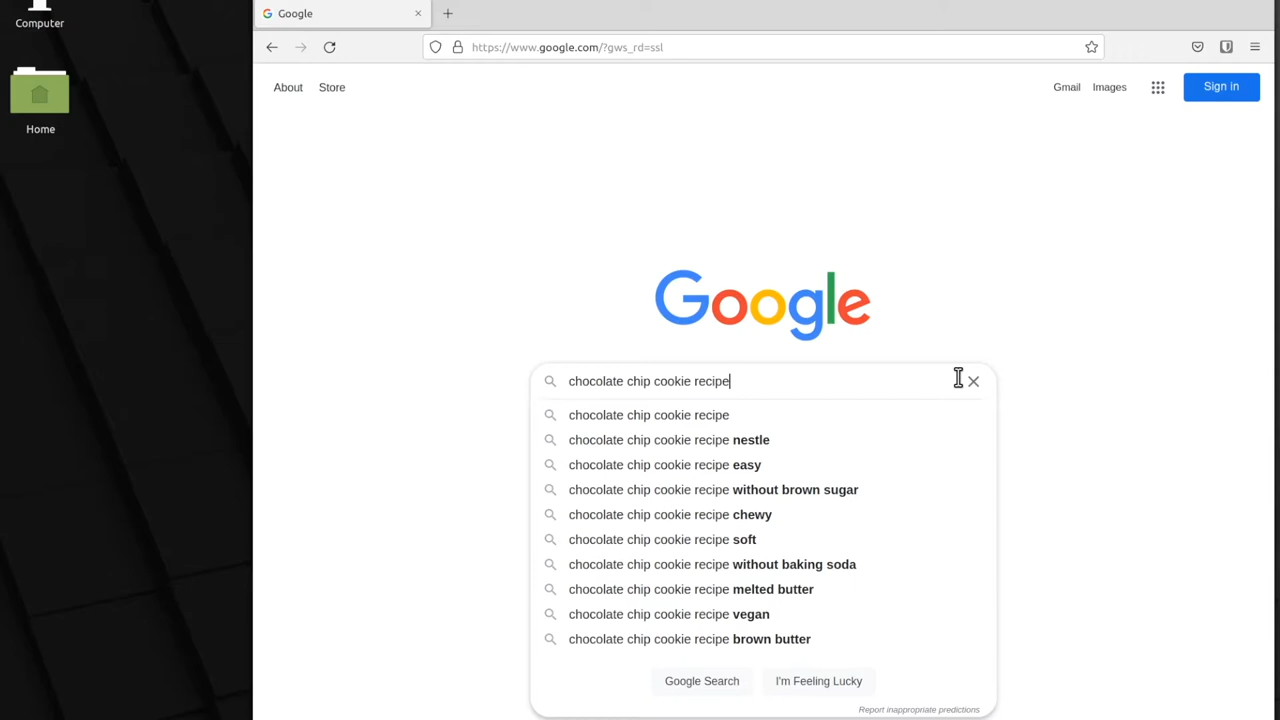 Computer
Home
Google
https://www.google.com/?gws_rd=ssl
About Store
Gmail Images Sign in
Google
chocolate chip cookie recipe
chocolate chip cookie recipe
chocolate chip cookie recipe nestle
chocolate chip cookie recipe easy
chocolate chip cookie recipe without brown sugar
chocolate chip cookie recipe chewy
chocolate chip cookie recipe soft
chocolate chip cookie recipe without baking soda
chocolate chip cookie recipe melted butter
chocolate chip cookie recipe vegan
chocolate chip cookie recipe brown butter
Google Search I'm Feeling Lucky
Report inappropriate predictions